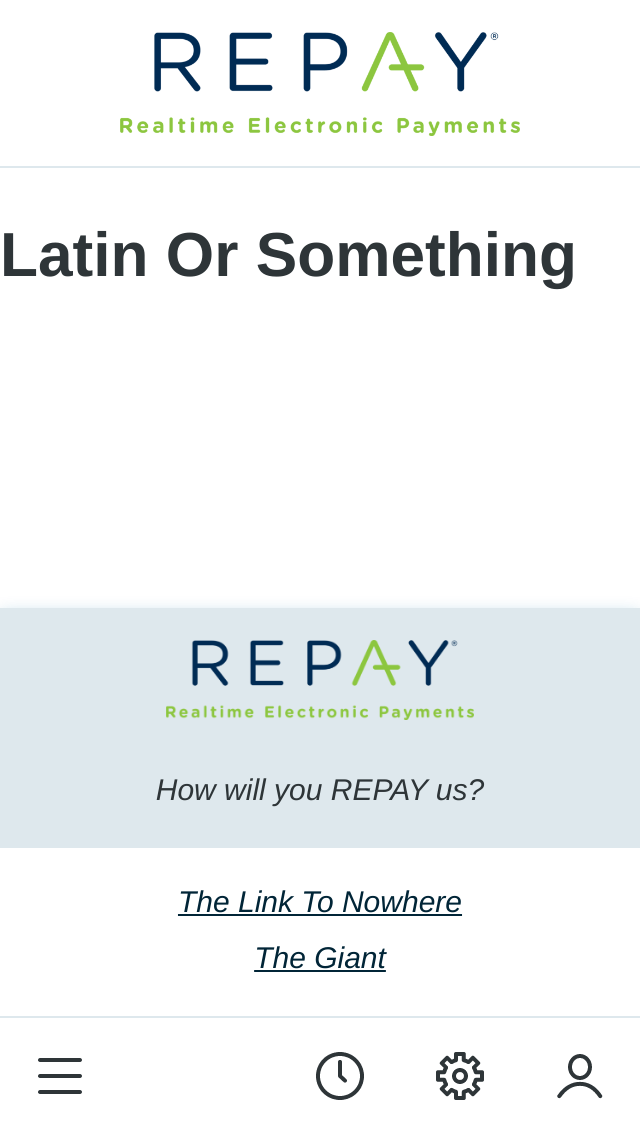 REPAY®
Realtime Electronic Payments
Latin Or Something
REPAY®
Realtime Electronic Payments
How will you REPAY us?
The Link To Nowhere
The Giant